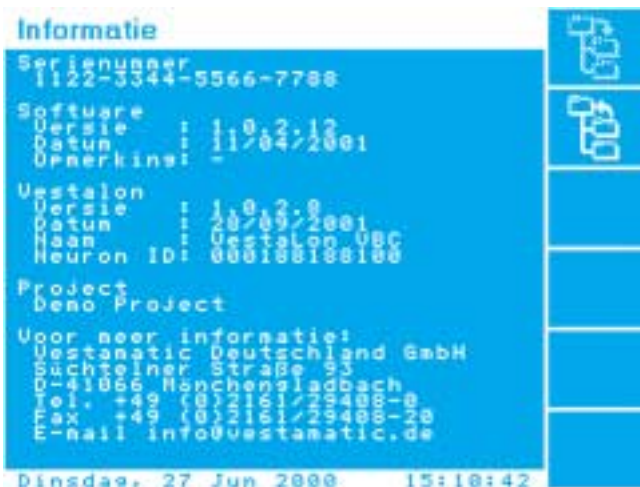 Informatie
Serienummer
1122-3344-5566-7788
Software
Versie : 1.0.2.12
Datum : 11/04/2001
Opmerking: -
Vestalon
Versie : 1.0.2.0
Datum : 28/09/2001
Naam : VestaLon VBC
Neuron ID: 000188188100
Project
Demo Project
Voor meer informatie:
Vestamatic Deutschland GmbH
Süchtelner Straße 93
D-41066 Mönchengladbach
Tel. +49 (0)2161/29408-0
Fax +49 (0)2161/29408-20
E-mail info@vestamatic.de
Dinsdag, 27 Jun 2000 15:10:42